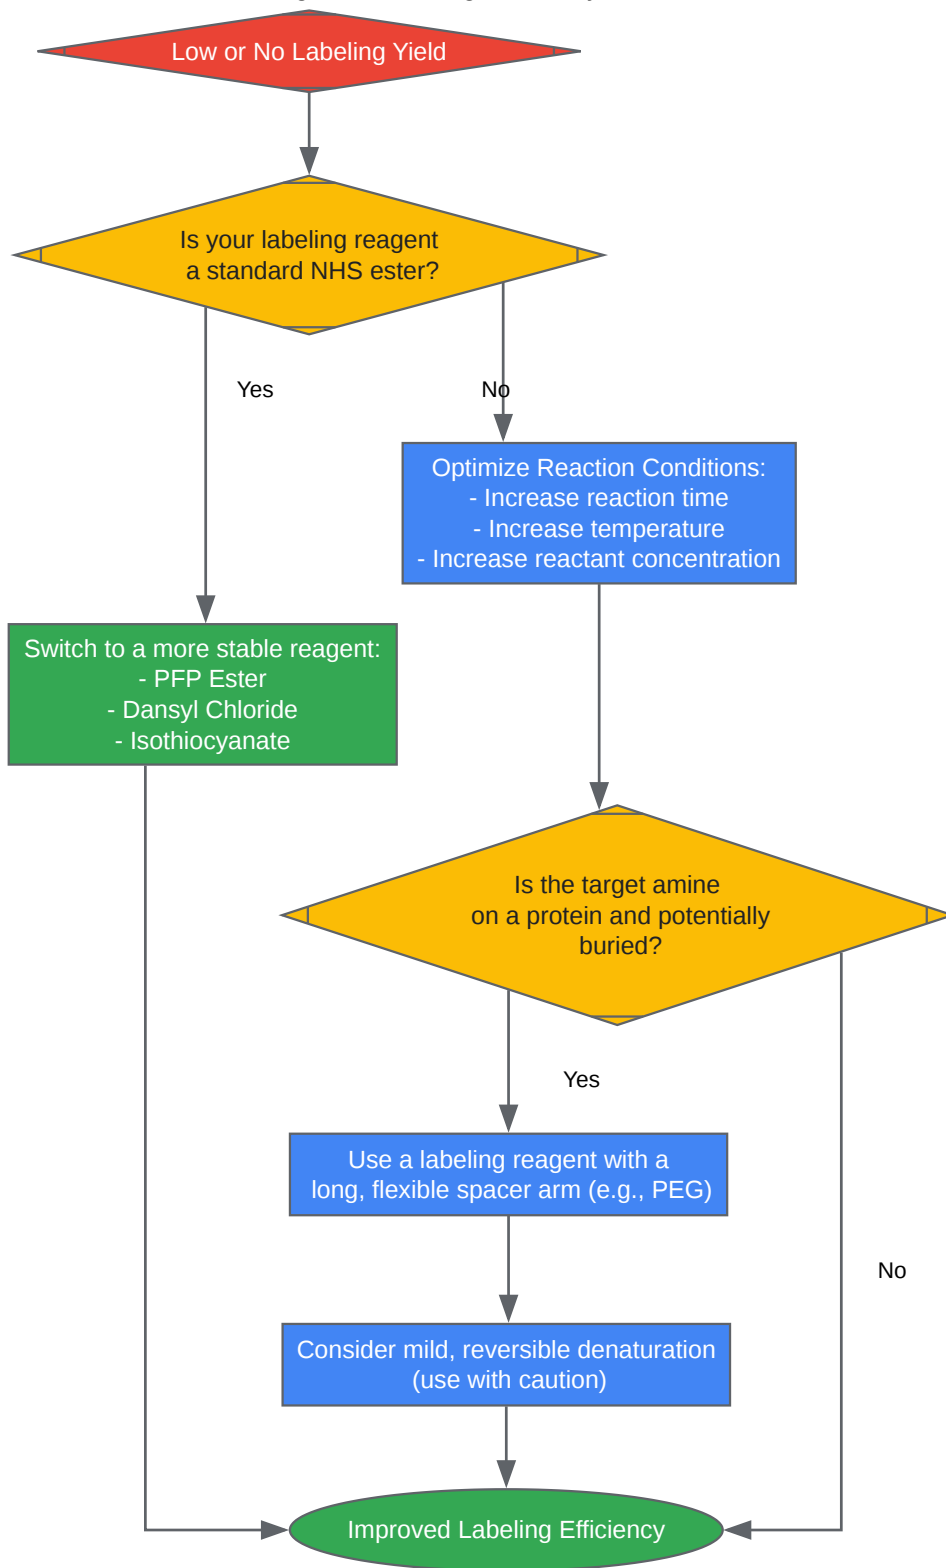 Low or No Labeling Yield
Is your labeling reagent
a standard NHS ester?
Yes
No
Optimize Reaction Conditions:
- Increase reaction time
- Increase temperature
- Increase reactant concentration
Switch to a more stable reagent:
- PFP Ester
- Dansyl Chloride
- Isothiocyanate
Is the target amine
on a protein and potentially
buried?
Yes
Use a labeling reagent with a
long, flexible spacer arm (e.g., PEG)
No
Consider mild, reversible denaturation
(use with caution)
Improved Labeling Efficiency